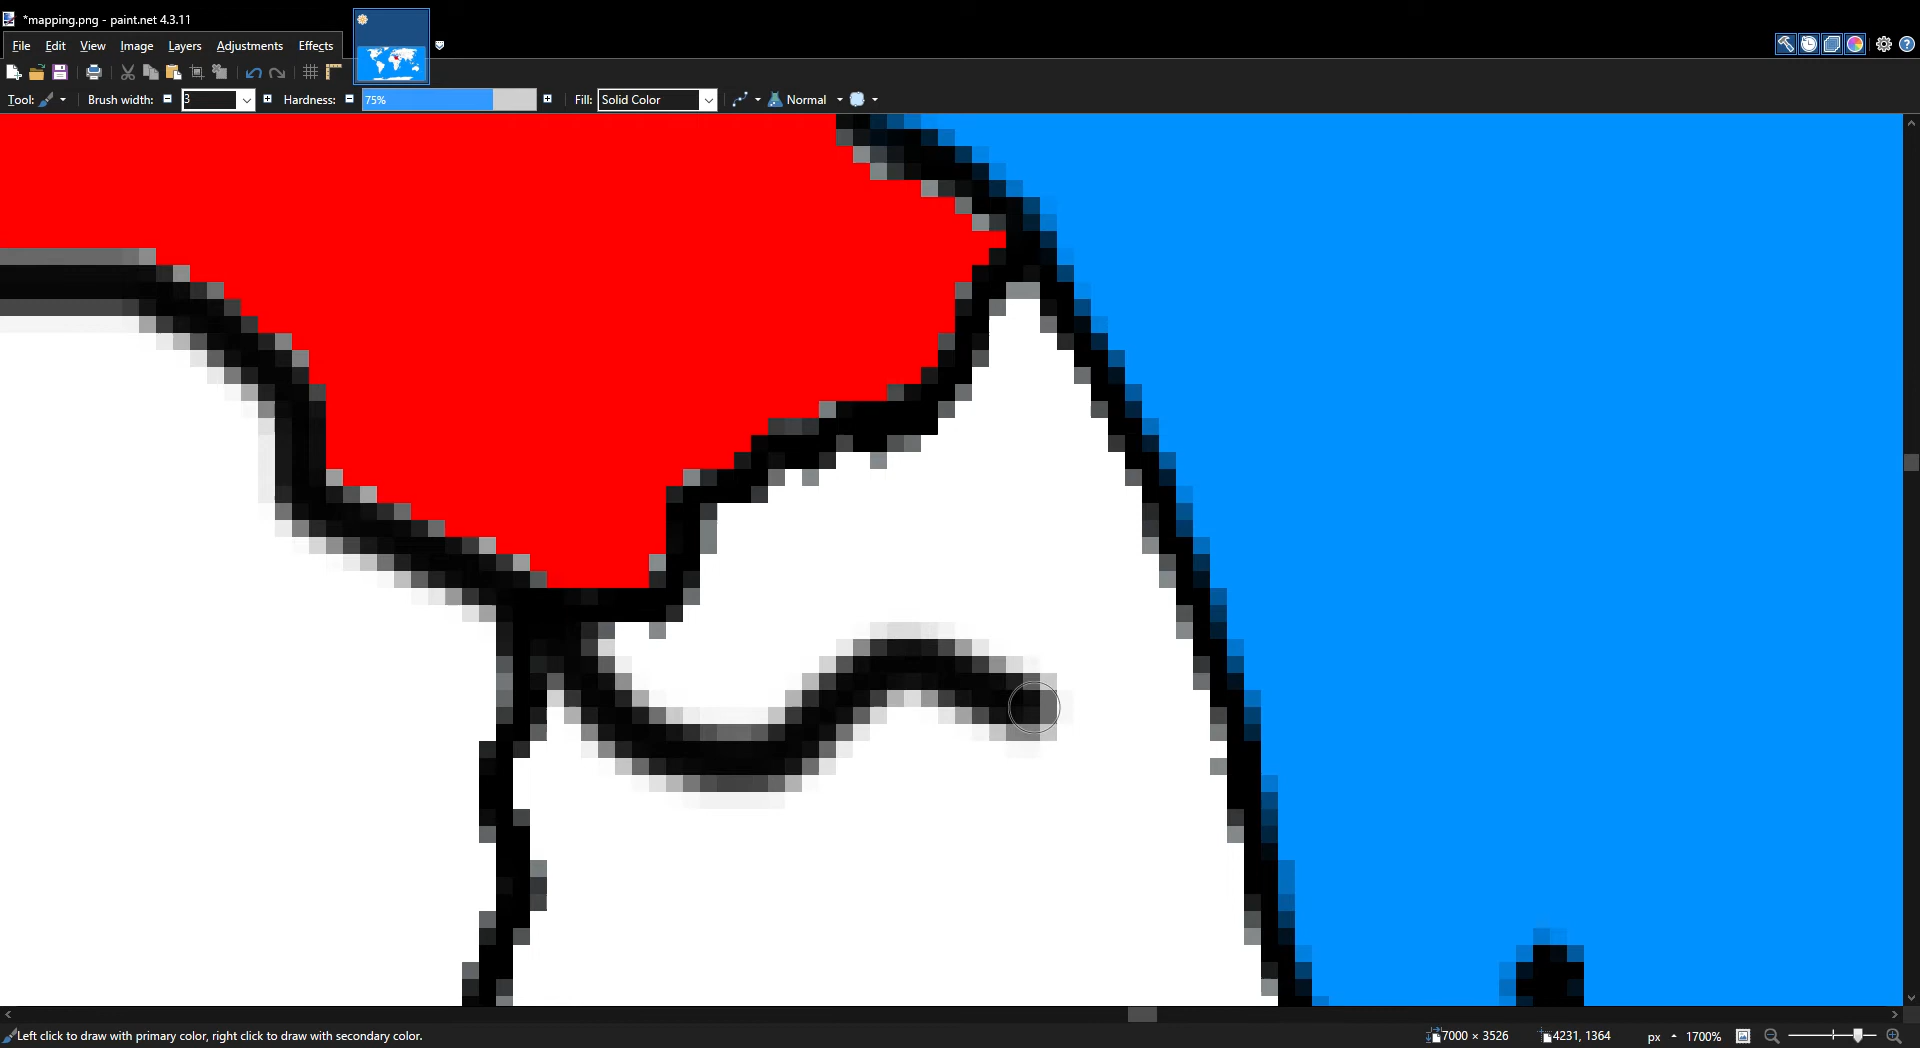 *mapping.png - paint.net 4.3.11
File Edit View Image Layers Adjustments Effects
Tool: Brush width: 3 Hardness: 75% Fill: Solid Color Normal
Left click to draw with primary color, right click to draw with secondary color. 7000 × 3526 4231, 1364 px 1700%